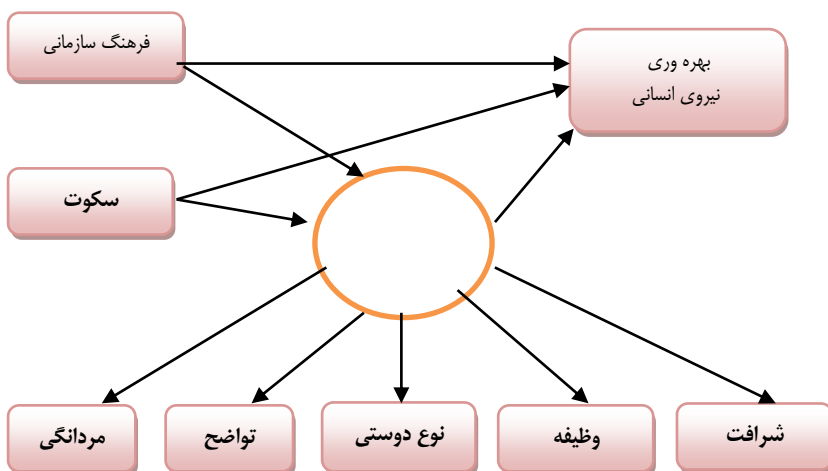 فرهنگ سازمانی
بهره وری
نیروی انسانی
سکوت
شرافت
وظیفه
نوع دوستی
تواضح
مردانگی